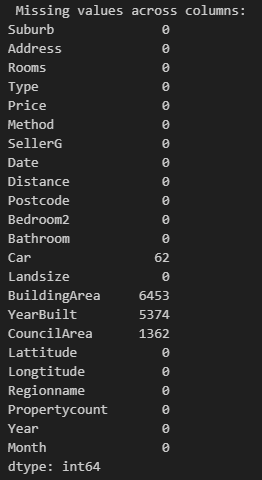 Missing values across columns:
Suburb 0
Address 0
Rooms 0
Type 0
Price 0
Method 0
SellerG 0
Date 0
Distance 0
Postcode 0
Bedroom2 0
Bathroom 0
Car 62
Landsize 0
BuildingArea 6453
YearBuilt 5374
CouncilArea 1362
Lattitude 0
Longtitude 0
Regionname 0
Propertycount 0
Year 0
Month 0
dtype: int64